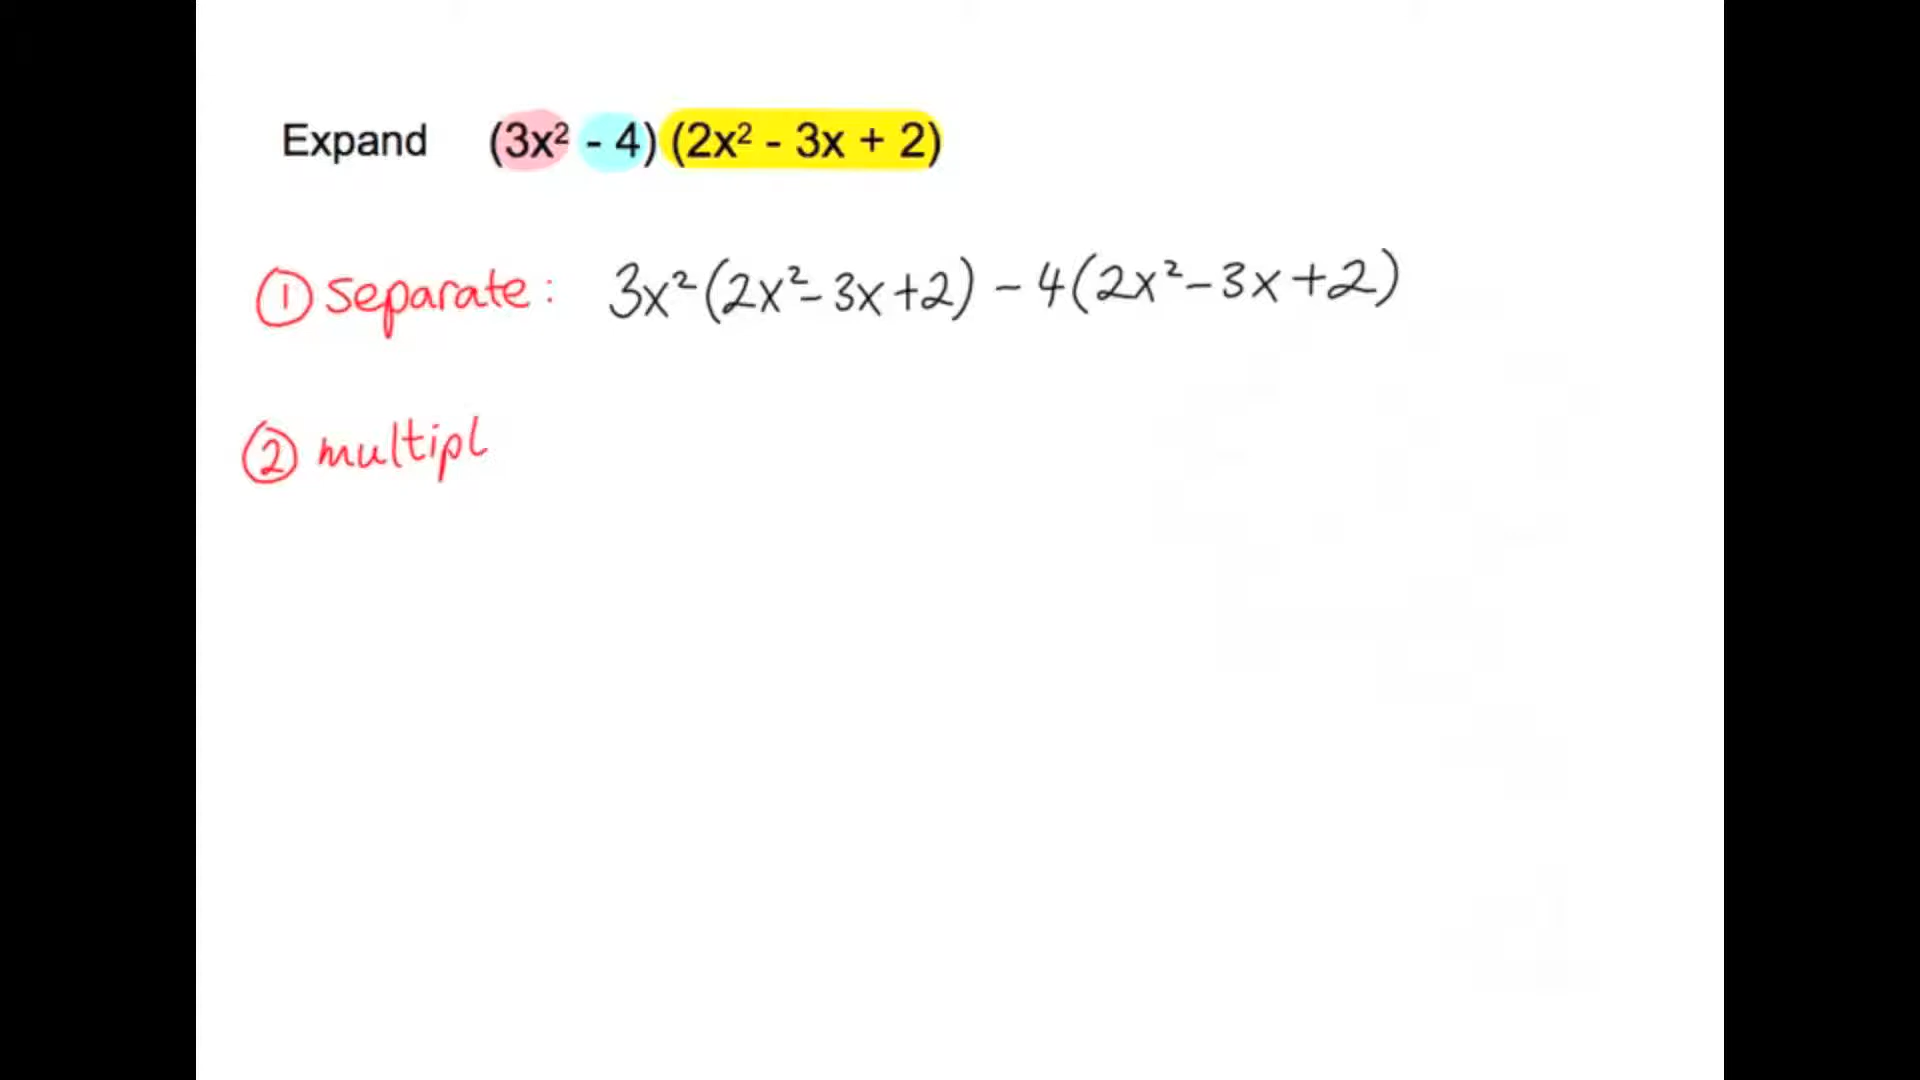 Expand (3x² - 4) (2x² - 3x + 2)
① separate: 3x²(2x²-3x+2) - 4(2x²-3x+2)
② multipl